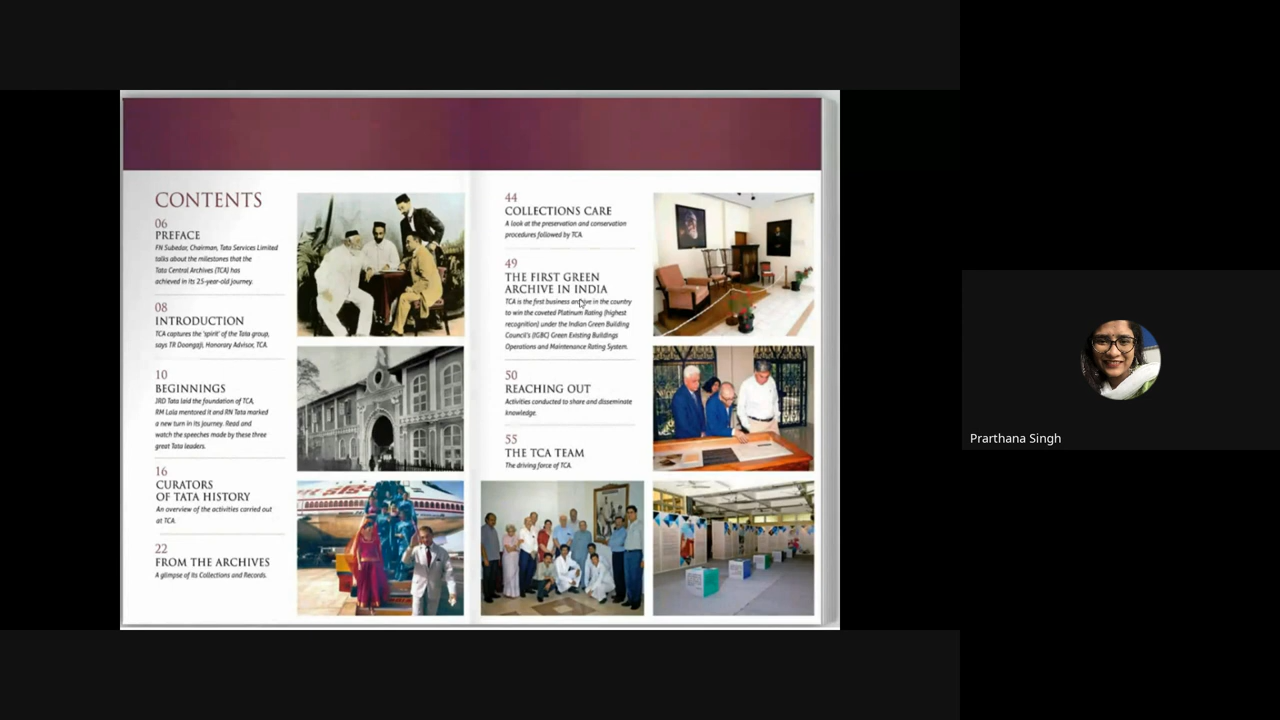 CONTENTS
06
PREFACE
FN Subedar, Chairman, Tata Services Limited
talks about the milestones that the
Tata Central Archives (TCA) has
achieved in its 25-year-old journey.
08
INTRODUCTION
TCA captures the 'spirit' of the Tata group,
says TR Doongaji, Honorary Advisor, TCA.
10
BEGINNINGS
JRD Tata laid the foundation of TCA,
RM Lala mentored it and RN Tata marked
a new turn in its journey. Read and
watch the speeches made by these three
great Tata leaders.
16
CURATORS
OF TATA HISTORY
An overview of the activities carried out
at TCA.
22
FROM THE ARCHIVES
A glimpse of its Collections and Records.
44
COLLECTIONS CARE
A look at the preservation and conservation
procedures followed by TCA.
49
THE FIRST GREEN
ARCHIVE IN INDIA
TCA is the first business archive in the country
to win the coveted Platinum Rating (highest
recognition) under the Indian Green Building
Council's (IGBC) Green Existing Buildings
Operations and Maintenance Rating System.
50
REACHING OUT
Activities conducted to share and disseminate
knowledge.
55
THE TCA TEAM
The driving force of TCA.
Prarthana Singh